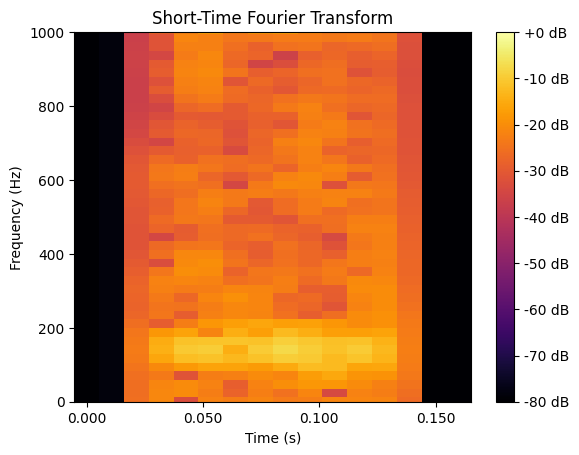 Short-Time Fourier Transform
1000
800
600
400
200
0
Frequency (Hz)
0.000
0.050
0.100
0.150
Time (s)
+0 dB
-10 dB
-20 dB
-30 dB
-40 dB
-50 dB
-60 dB
-70 dB
-80 dB